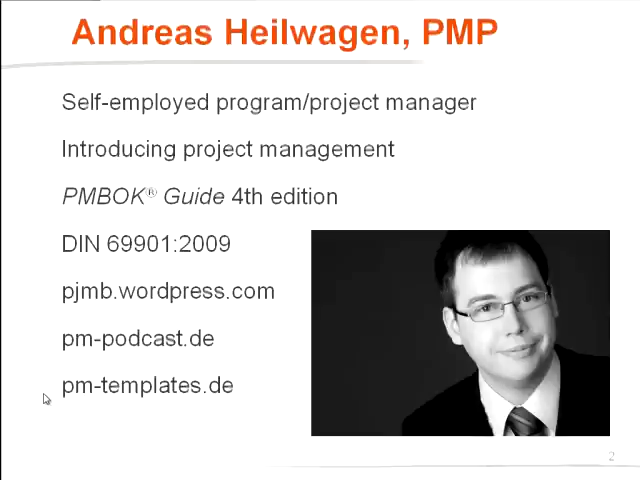 Andreas Heilwagen, PMP
Self-employed program/project manager
Introducing project management
PMBOK® Guide 4th edition
DIN 69901:2009
pjmb.wordpress.com
pm-podcast.de
pm-templates.de
2